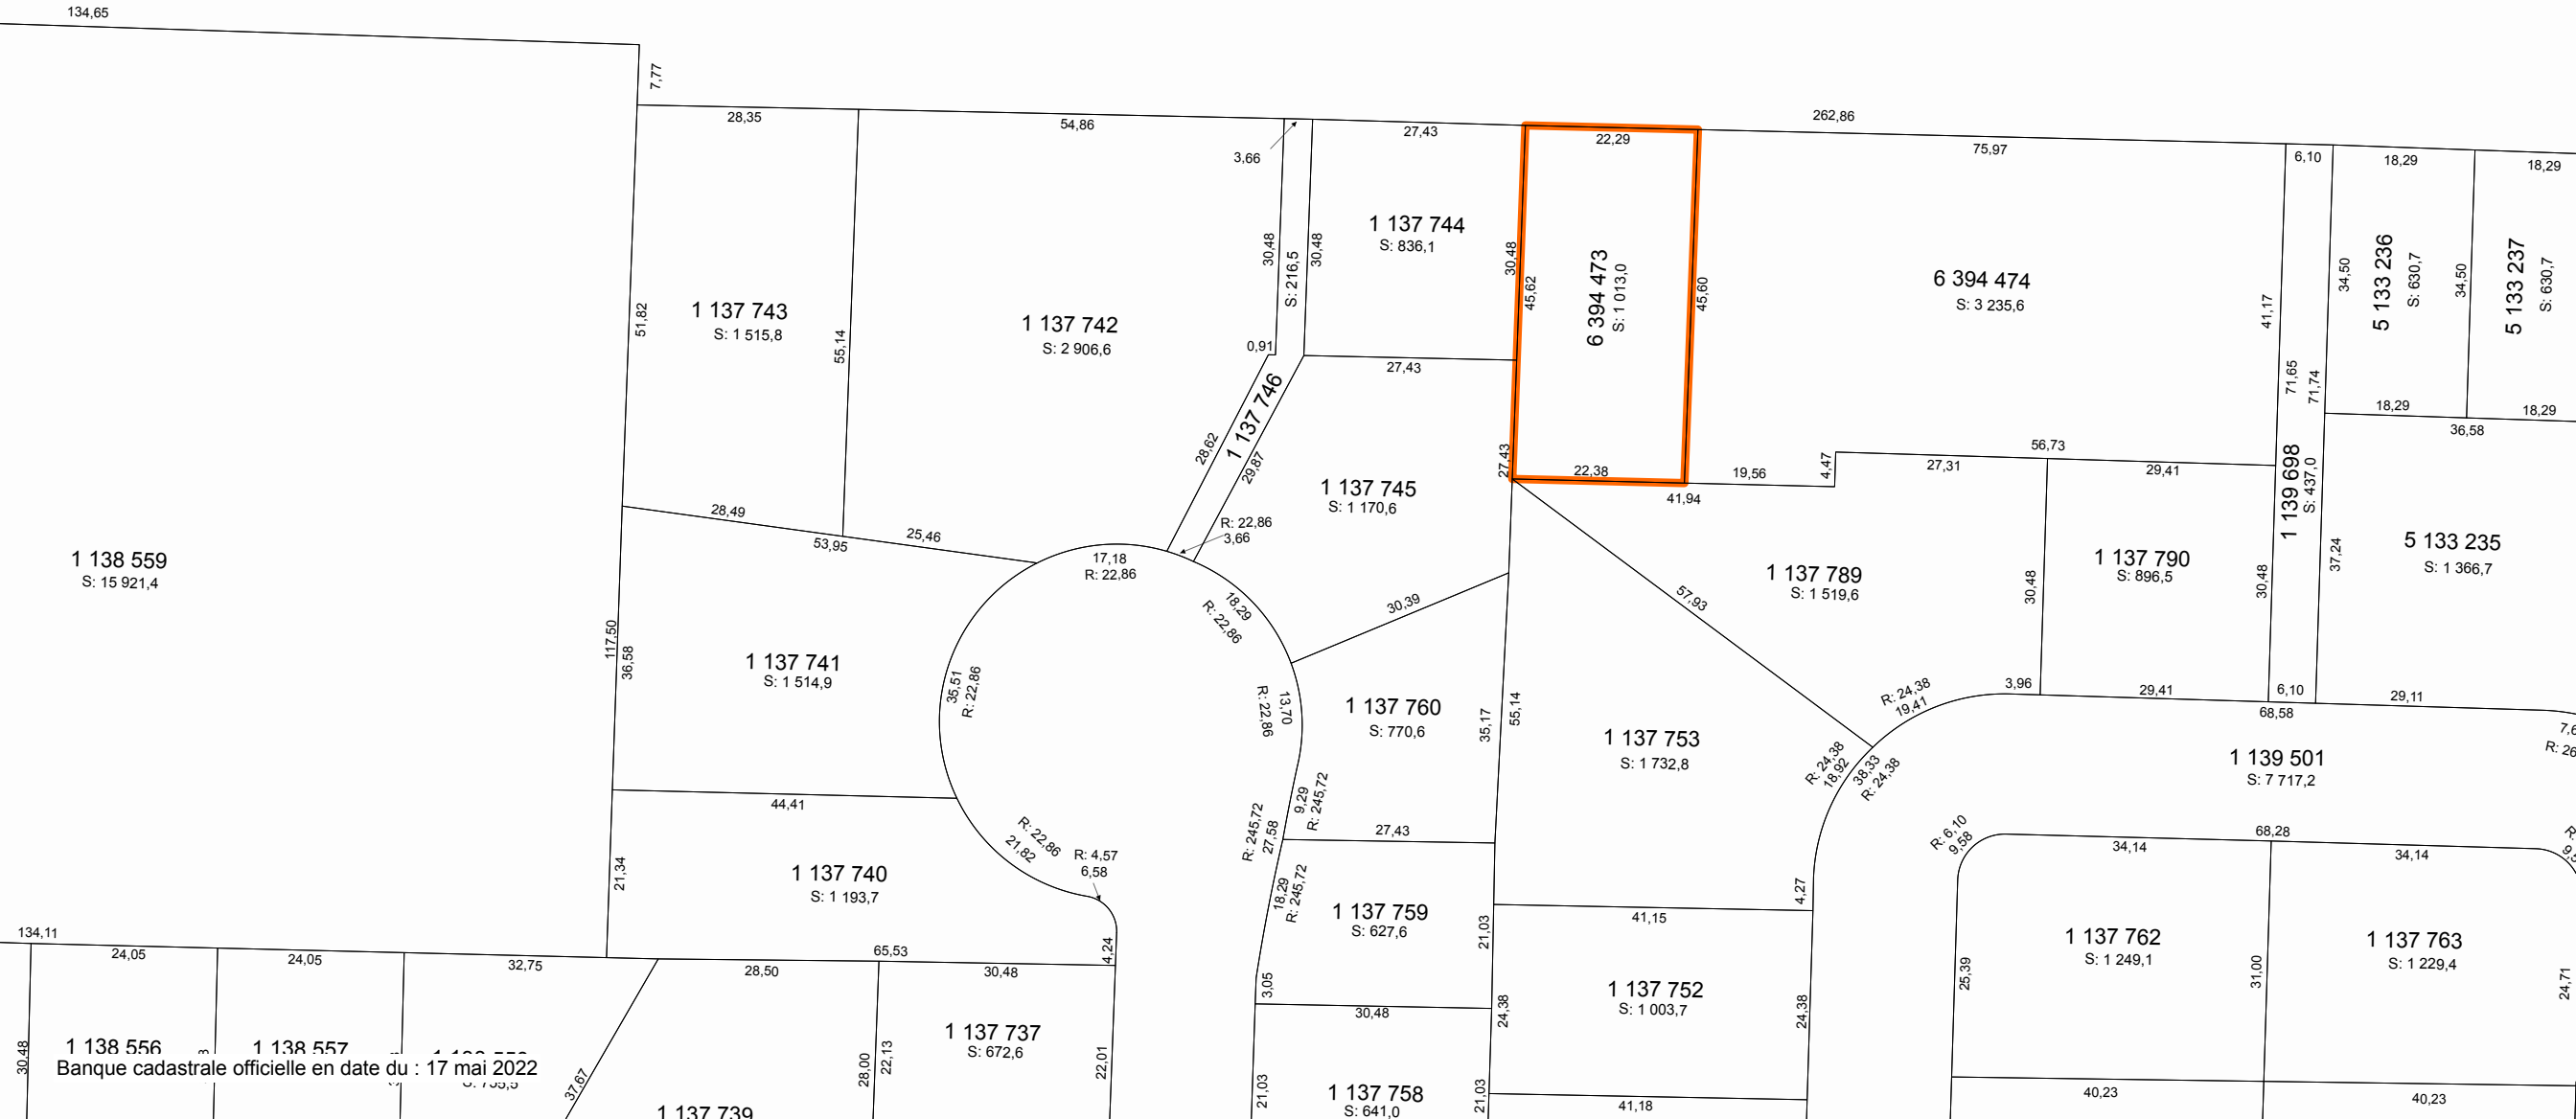 134,65
7,77
28,35
54,86
3,66
27,43
22,29
262,86
75,97
6,10
18,29
18,29
51,82
1 137 743
S: 1 515,8
55,14
1 137 742
S: 2 906,6
30,48
S: 216,5
30,48
0,91
1 137 744
S: 836,1
30,48
45,62
6 394 473
S: 1 013,0
45,60
6 394 474
S: 3 235,6
41,17
71,65
71,74
34,50
5 133 236
S: 630,7
34,50
5 133 237
S: 630,7
27,43
18,29
18,29
36,58
1 137 746
28,62
29,87
27,43
22,38
19,56
4,47
56,73
27,31
29,41
41,94
1 139 698
S: 437,0
28,49
53,95
25,46
1 137 745
S: 1 170,6
R: 22,86
3,66
17,18
R: 22,86
18,29
R: 22,86
30,39
57,93
1 138 559
S: 15 921,4
1 137 789
S: 1 519,6
30,48
1 137 790
S: 896,5
30,48
37,24
5 133 235
S: 1 366,7
117,50
36,58
1 137 741
S: 1 514,9
35,51
R: 22,86
13,70
R: 22,86
1 137 760
S: 770,6
35,17
55,14
1 137 753
S: 1 732,8
R: 24,38
19,41
R: 24,38
18,92
38,33
R: 24,38
3,96
29,41
6,10
29,11
68,58
1 139 501
S: 7 717,2
44,41
R: 22,86
21,82
R: 4,57
6,58
9,29
R: 245,72
R: 245,72
27,58
27,43
R: 6,10
9,58
68,28
34,14
34,14
21,34
1 137 740
S: 1 193,7
18,29
R: 245,72
1 137 759
S: 627,6
21,03
4,27
41,15
1 137 762
S: 1 249,1
1 137 763
S: 1 229,4
134,11
24,05
24,05
32,75
65,53
28,50
30,48
4,24
3,05
30,48
24,38
1 137 752
S: 1 003,7
24,38
25,39
31,00
24,71
30,48
1 138 556
1 138 557
Banque cadastrale officielle en date du : 17 mai 2022
37,67
28,00
22,13
1 137 737
S: 672,6
22,01
1 137 739
21,03
1 137 758
S: 641,0
21,03
41,18
40,23
40,23